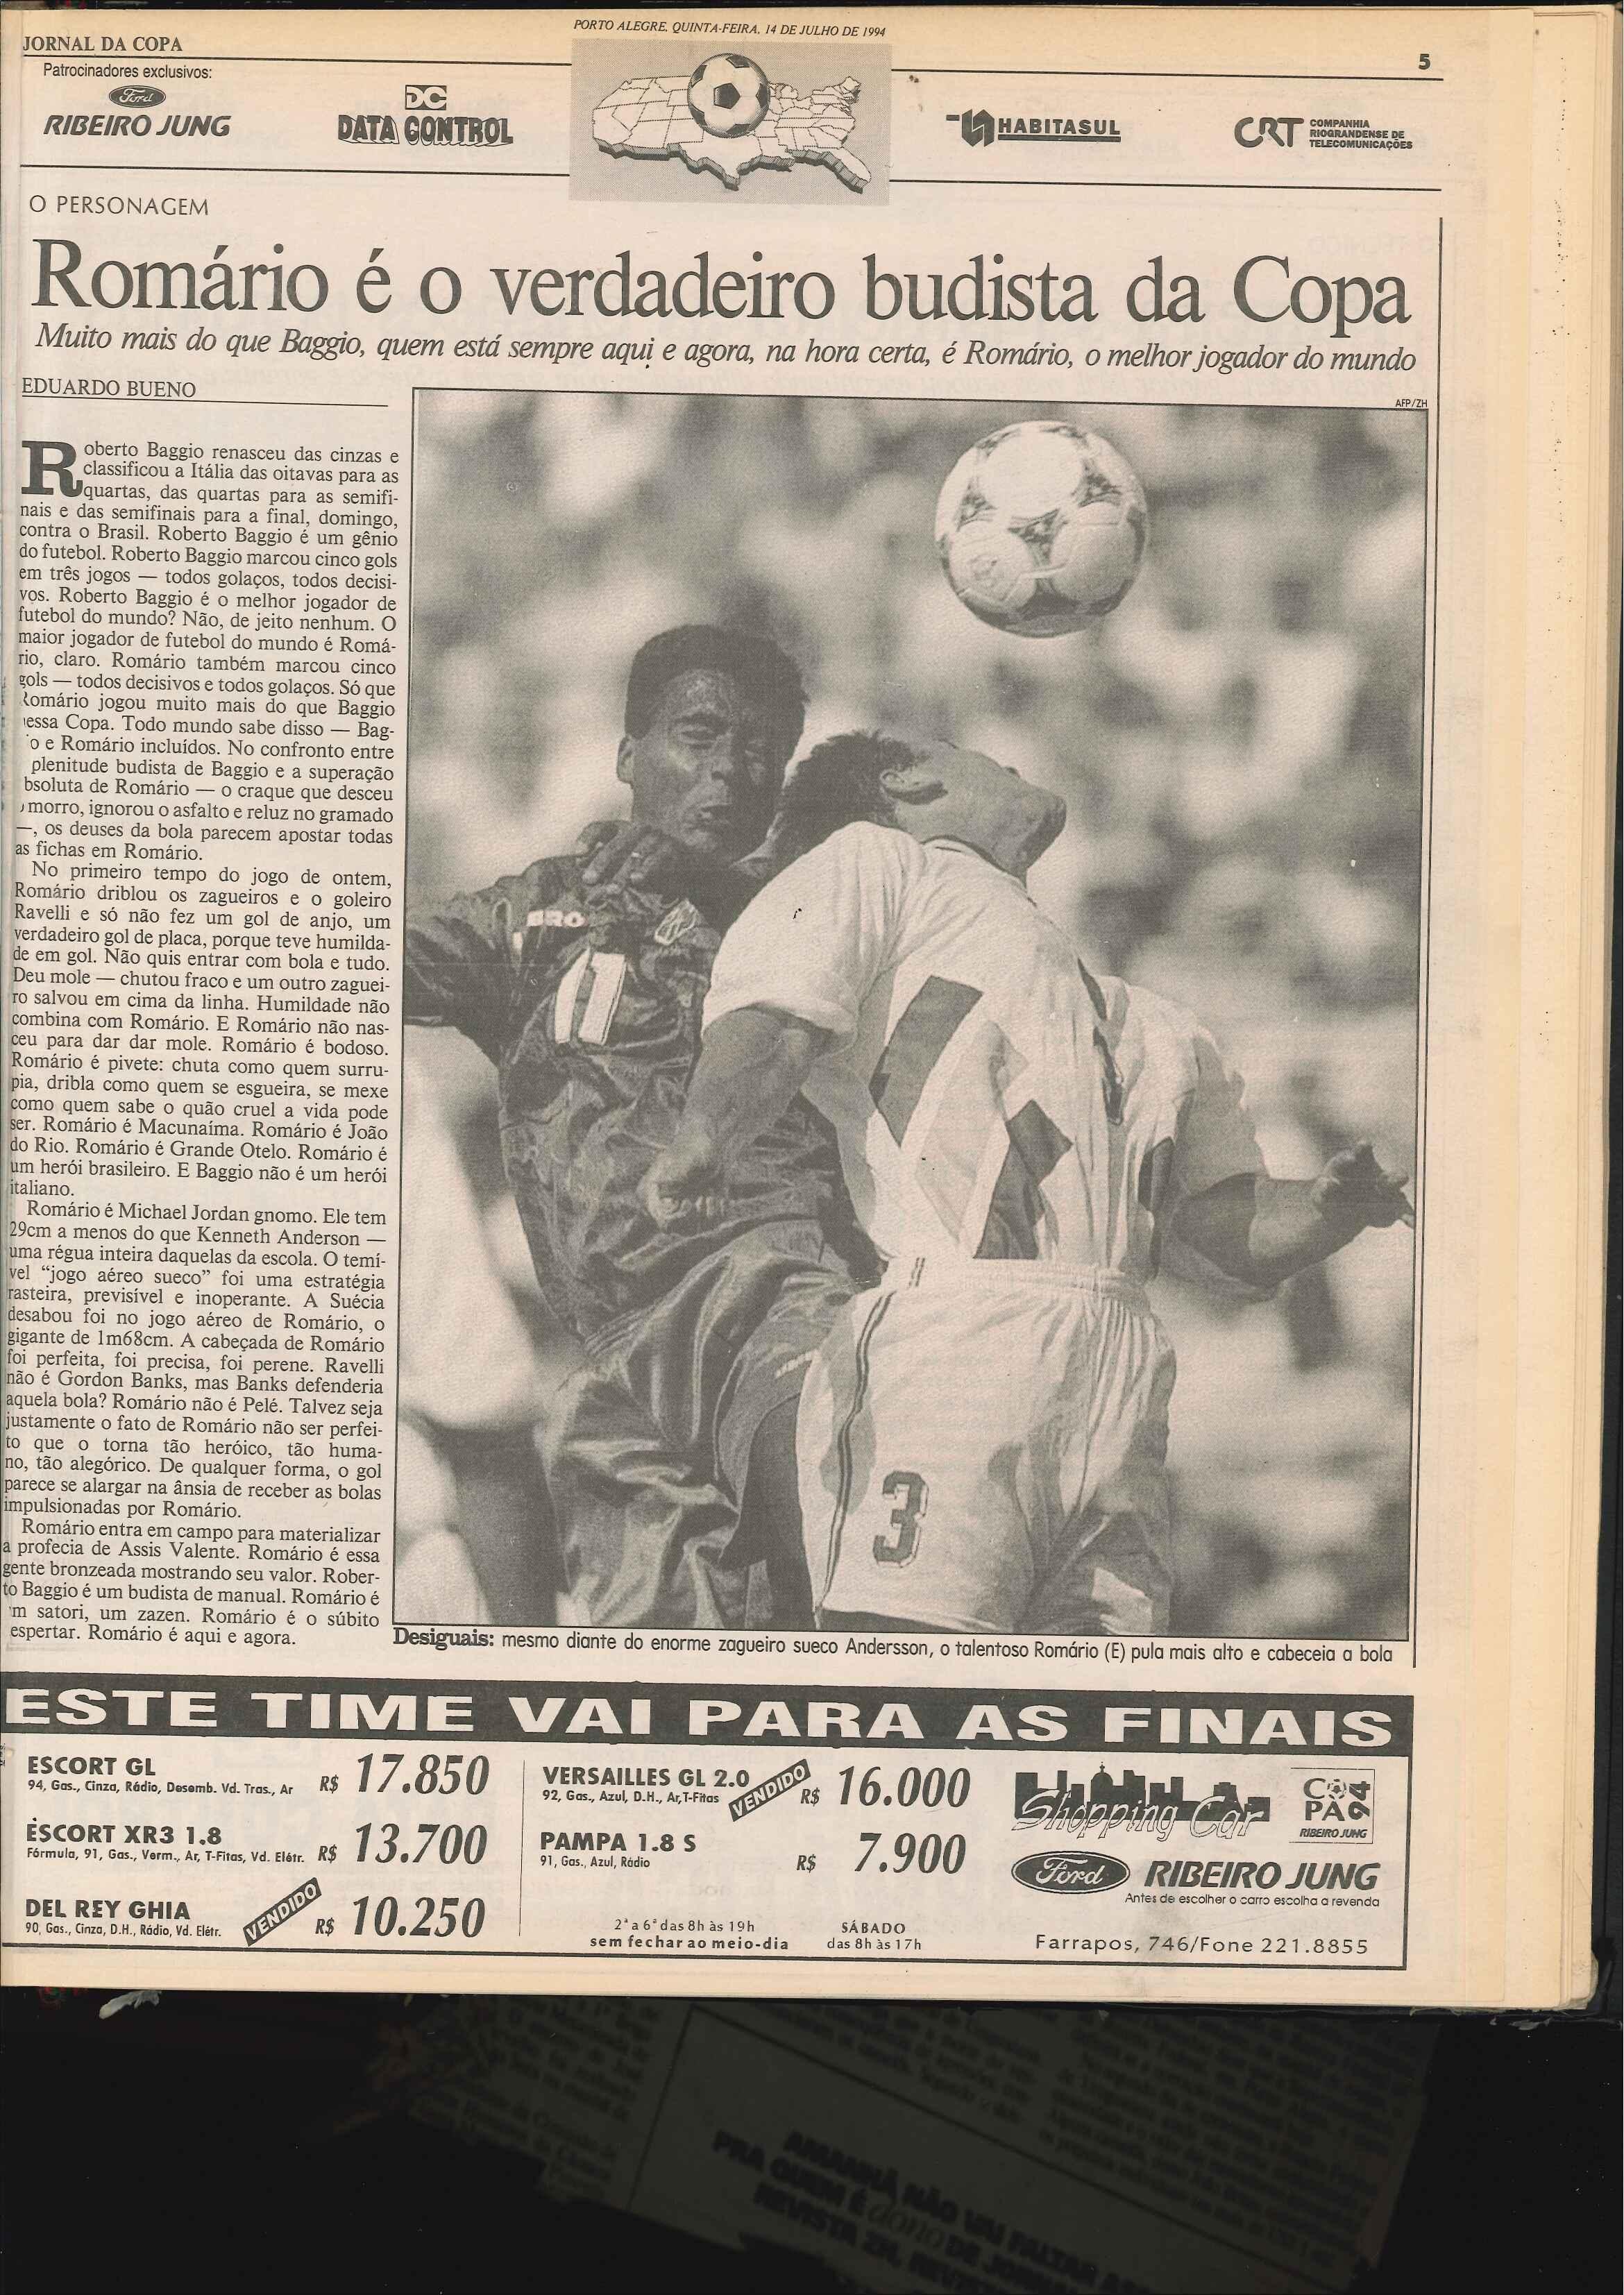 PORTO ALEGRE, QUINTA-FEIRA, 14 DE JULHO DE 1994
JORNAL DA COPA
5
Patrocinadores exclusivos:
Ford
RIBEIRO JUNG
DC
DATA CONTROL
HABITASUL
CRT COMPANHIA
RIOGRANDENSE DE
TELECOMUNICAÇÕES
O PERSONAGEM
Romário é o verdadeiro budista da Copa
Muito mais do que Baggio, quem está sempre aqui e agora, na hora certa, é Romário, o melhor jogador do mundo
EDUARDO BUENO
AFP/ZH
Roberto Baggio renasceu das cinzas e
classificou a Itália das oitavas para as
quartas, das quartas para as semifi-
nais e das semifinais para a final, domingo,
contra o Brasil. Roberto Baggio é um gênio
do futebol. Roberto Baggio marcou cinco gols
em três jogos — todos golaços, todos decisi-
vos. Roberto Baggio é o melhor jogador de
futebol do mundo? Não, de jeito nenhum. O
maior jogador de futebol do mundo é Romá-
rio, claro. Romário também marcou cinco
gols — todos decisivos e todos golaços. Só que
Romário jogou muito mais do que Baggio
essa Copa. Todo mundo sabe disso — Bag-
o e Romário incluídos. No confronto entre
plenitude budista de Baggio e a superação
bsoluta de Romário — o craque que desceu
morro, ignorou o asfalto e reluz no gramado
—, os deuses da bola parecem apostar todas
as fichas em Romário.
No primeiro tempo do jogo de ontem,
Romário driblou os zagueiros e o goleiro
Ravelli e só não fez um gol de anjo, um
verdadeiro gol de placa, porque teve humilda-
de em gol. Não quis entrar com bola e tudo.
Deu mole — chutou fraco e um outro zaguei-
ro salvou em cima da linha. Humildade não
combina com Romário. E Romário não nas-
ceu para dar dar mole. Romário é bodoso.
Romário é pivete: chuta como quem surru-
pia, dribla como quem se esgueira, se mexe
como quem sabe o quão cruel a vida pode
ser. Romário é Macunaíma. Romário é João
do Rio. Romário é Grande Otelo. Romário é
um herói brasileiro. E Baggio não é um herói
italiano.
Romário é Michael Jordan gnomo. Ele tem
29cm a menos do que Kenneth Anderson —
uma régua inteira daquelas da escola. O temí-
vel "jogo aéreo sueco" foi uma estratégia
rasteira, previsível e inoperante. A Suécia
desabou foi no jogo aéreo de Romário, o
gigante de 1m68cm. A cabeçada de Romário
foi perfeita, foi precisa, foi perene. Ravelli
não é Gordon Banks, mas Banks defenderia
aquela bola? Romário não é Pelé. Talvez seja
justamente o fato de Romário não ser perfei-
to que o torna tão heróico, tão huma-
no, tão alegórico. De qualquer forma, o gol
parece se alargar na ânsia de receber as bolas
impulsionadas por Romário.
Romário entra em campo para materializar
a profecia de Assis Valente. Romário é essa
gente bronzeada mostrando seu valor. Rober-
to Baggio é um budista de manual. Romário é
m satori, um zazen. Romário é o súbito
espertar. Romário é aqui e agora.
BRO
11
3
Desiguais: mesmo diante do enorme zagueiro sueco Andersson, o talentoso Romário (E) pula mais alto e cabeceia a bola
ESTE TIME VAI PARA AS FINAIS
ESCORT GL
94, Gas., Cinza, Rádio, Desemb. Vd. Tras., Ar R$ 17.850
ESCORT XR3 1.8
Fórmula, 91, Gas., Verm., Ar, T-Fitas, Vd. Elétr. R$ 13.700
DEL REY GHIA
90, Gas., Cinza, D.H., Rádio, Vd. Elétr. VENDIDO R$ 10.250
VERSAILLES GL 2.0
92, Gas., Azul, D.H., Ar,T-Fitas VENDIDO R$ 16.000
PAMPA 1.8 S
91, Gas., Azul, Rádio R$ 7.900
2ª a 6ª das 8h às 19h
sem fechar ao meio-dia
SÁBADO
das 8h às 17h
Shopping Car
COPA 94
RIBEIRO JUNG
Ford RIBEIRO JUNG
Antes de escolher o carro escolha a revenda
Farrapos, 746/Fone 221.8855
AMANHÃ NÃO VAI FALTAR
PRA QUEM É dono DE JORNAL
REVISTA ZH.